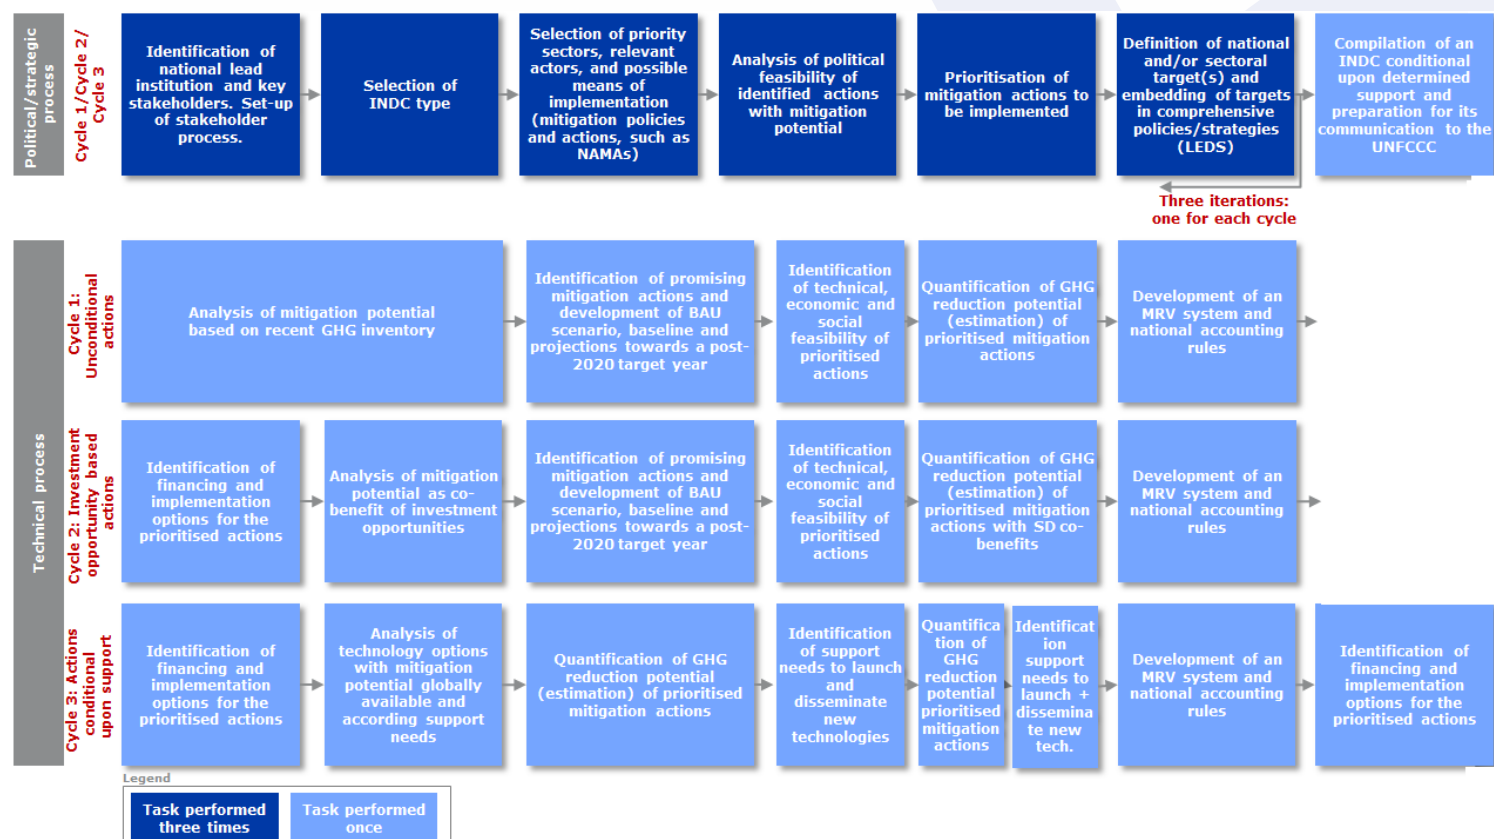 Political/strategic
process
Cycle 1/Cycle 2/
Cycle 3
Identification of
national lead
institution and key
stakeholders. Set-up
of stakeholder
process.
Selection of
INDC type
Selection of priority
sectors, relevant
actors, and possible
means of
implementation
(mitigation policies
and actions, such as
NAMAs)
Analysis of political
feasibility of
identified actions
with mitigation
potential
Prioritisation of
mitigation actions to
be implemented
Definition of national
and/or sectoral
target(s) and
embedding of targets
in comprehensive
policies/strategies
(LEDS)
Compilation of an
INDC conditional
upon determined
support and
preparation for its
communication to the
UNFCCC
Three iterations:
one for each cycle
Technical process
Cycle 1:
Unconditional
actions
Analysis of mitigation potential
based on recent GHG inventory
Identification of promising
mitigation actions and
development of BAU
scenario, baseline and
projections towards a post-
2020 target year
Identification
of technical,
economic and
social
feasibility of
prioritised
actions
Quantification of GHG
reduction potential
(estimation) of
prioritised mitigation
actions
Development of an
MRV system and
national accounting
rules
Cycle 2: Investment
opportunity based
actions
Identification of
financing and
implementation
options for the
prioritised actions
Analysis of mitigation
potential as co-
benefit of investment
opportunities
Identification of promising
mitigation actions and
development of BAU
scenario, baseline and
projections towards a post-
2020 target year
Identification
of technical,
economic and
social
feasibility of
prioritised
actions
Quantification of GHG
reduction potential
(estimation) of
prioritised mitigation
actions with SD co-
benefits
Development of an
MRV system and
national accounting
rules
Cycle 3: Actions
conditional
upon support
Identification of
financing and
implementation
options for the
prioritised actions
Analysis of
technology options
with mitigation
potential globally
available and
according support
needs
Quantification of GHG
reduction potential
(estimation) of prioritised
mitigation actions
Identification
of support
needs to launch
and
disseminate
new
technologies
Quantifica
tion of
GHG
reduction
potential
prioritised
mitigation
actions
Identificat
ion
support
needs to
launch +
dissemina
te new
tech.
Development of an
MRV system and
national accounting
rules
Identification of
financing and
implementation
options for the
prioritised actions
Legend
Task performed
three times
Task performed
once